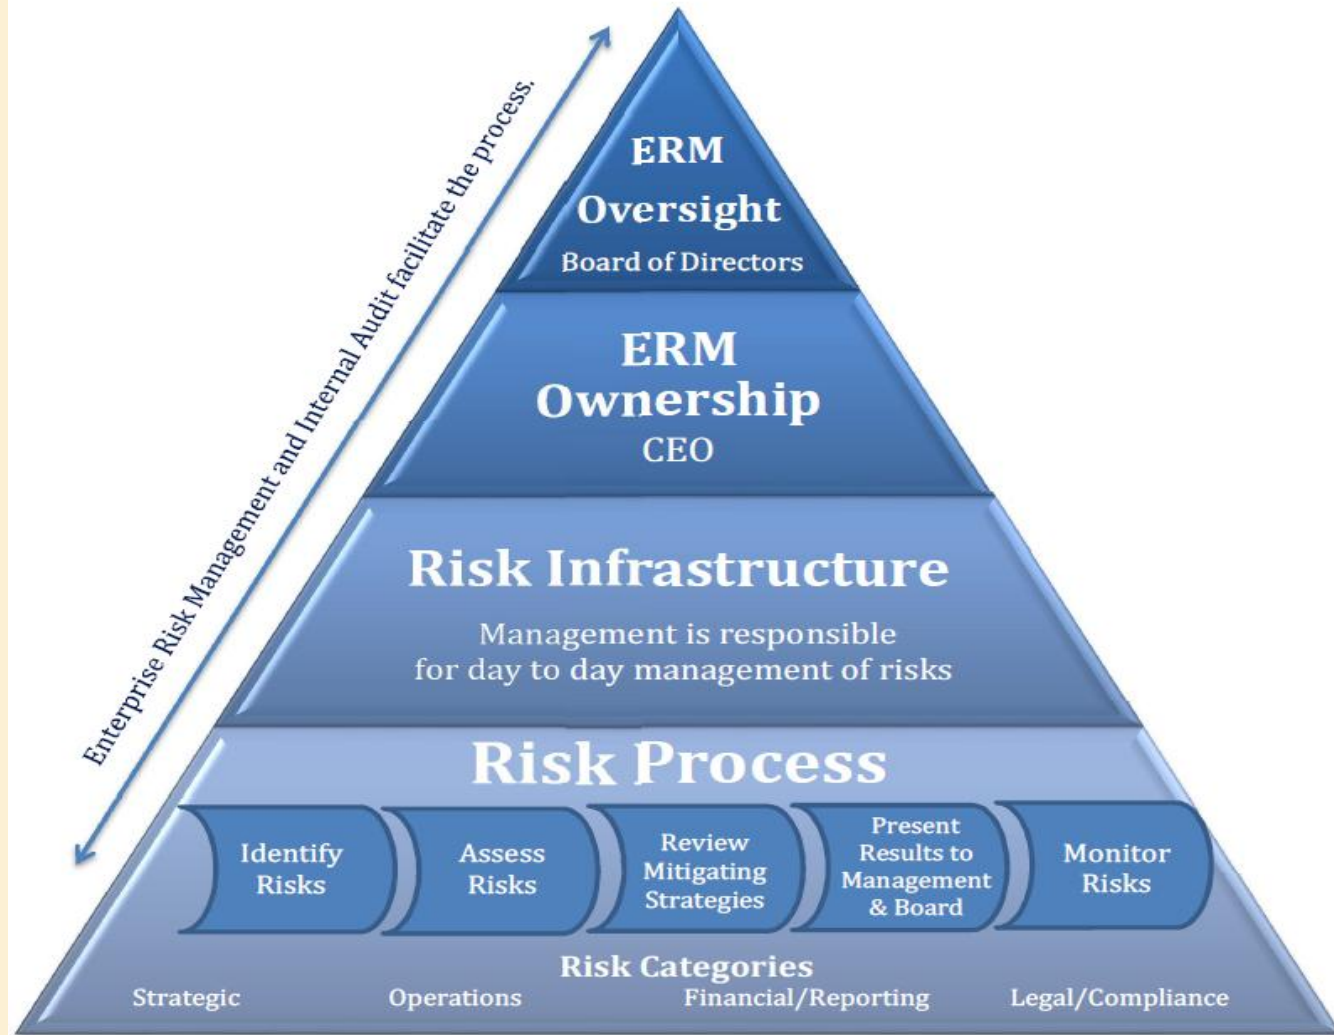 Enterprise Risk Management and Internal Audit facilitate the process.
ERM
Oversight
Board of Directors
ERM
Ownership
CEO
Risk Infrastructure
Management is responsible
for day to day management of risks
Risk Process
Identify
Risks
Assess
Risks
Review
Mitigating
Strategies
Present
Results to
Management
& Board
Monitor
Risks
Risk Categories
Strategic
Operations
Financial/Reporting
Legal/Compliance